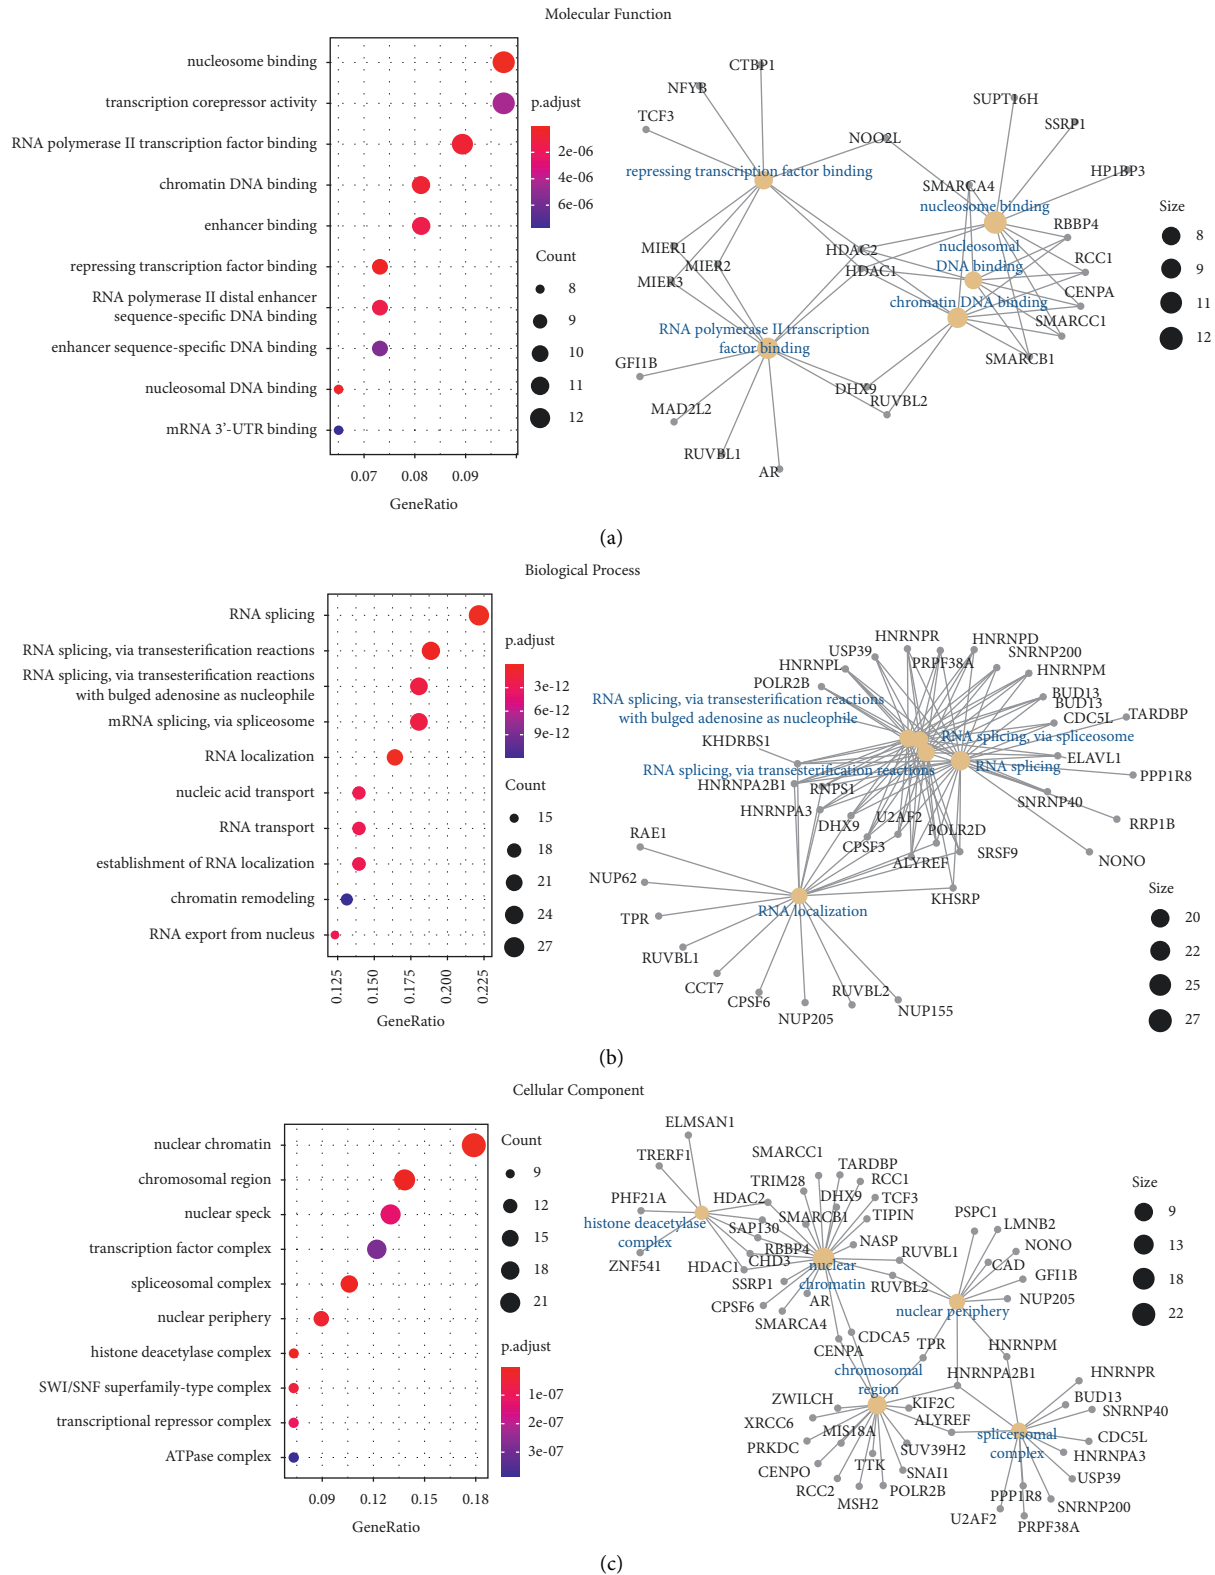 Molecular Function
nucleosome binding
transcription corepressor activity
RNA polymerase II transcription factor binding
chromatin DNA binding
enhancer binding
repressing transcription factor binding
RNA polymerase II distal enhancer
sequence-specific DNA binding
enhancer sequence-specific DNA binding
nucleosomal DNA binding
mRNA 3'-UTR binding
0.07 0.08 0.09
GeneRatio
p.adjust
2e-06
4e-06
6e-06
Count
8
9
10
11
12
CTBP1
NFYB
TCF3
SUPT16H
SSRP1
NOO2L
HP1BP3
repressing transcription factor binding
SMARCA4
nucleosome binding
RBBP4
MIER1
HDAC2
nucleosomal
DNA binding
RCC1
MIER2
HDAC1
MIER3
CENPA
chromatin DNA binding
SMARCC1
RNA polymerase II transcription
factor binding
SMARCB1
GFI1B
DHX9
RUVBL2
MAD2L2
RUVBL1
AR
Size
8
9
11
12
(a)
Biological Process
RNA splicing
RNA splicing, via transesterification reactions
RNA splicing, via transesterification reactions
with bulged adenosine as nucleophile
mRNA splicing, via spliceosome
RNA localization
nucleic acid transport
RNA transport
establishment of RNA localization
chromatin remodeling
RNA export from nucleus
0.125 0.150 0.175 0.200 0.225
GeneRatio
p.adjust
3e-12
6e-12
9e-12
Count
15
18
21
24
27
HNRNPR
HNRNPD
USP39
SNRNP200
HNRNPL
PRPF38A
HNRNPM
POLR2B
BUD13
BUD13
RNA splicing, via transesterification reactions
with bulged adenosine as nucleophile
CDC5L
TARDBP
KHDRBS1
RNA splicing, via spliceosome
ELAVL1
RNA splicing, via transesterification reactions
RNA splicing
PPP1R8
HNRNPA2B1
RNPS1
SNRNP40
HNRNPA3
DHX9
U2AF2
RRP1B
RAE1
POLR2D
CPSF3
SRSF9
NONO
ALYREF
NUP62
KHSRP
RNA localization
TPR
RUVBL1
CCT7
CPSF6
RUVBL2
NUP205
NUP155
Size
20
22
25
27
(b)
Cellular Component
nuclear chromatin
chromosomal region
nuclear speck
transcription factor complex
spliceosomal complex
nuclear periphery
histone deacetylase complex
SWI/SNF superfamily-type complex
transcriptional repressor complex
ATPase complex
0.09 0.12 0.15 0.18
GeneRatio
Count
9
12
15
18
21
p.adjust
1e-07
2e-07
3e-07
ELMSAN1
TRERF1
SMARCC1
TARDBP
TRIM28
RCC1
PHF21A
HDAC2
DHX9
TCF3
histone deacetylase
complex
SAP130
SMARCB1
TIPIN
PSPC1
LMNB2
NASP
RBBP4
RUVBL1
NONO
ZNF541
HDAC1
CHD3
nuclear
chromatin
CAD
GFI1B
SSRP1
RUVBL2
NUP205
CPSF6
AR
nuclear periphery
SMARCA4
CDCA5
CENPA
TPR
HNRNPM
chromosomal
region
HNRNPA2B1
HNRNPR
ZWILCH
KIF2C
BUD13
XRCC6
ALYREF
SNRNP40
MIS18A
splicersomal
complex
CDC5L
PRKDC
SUV39H2
HNRNPA3
CENPO
TTK
SNAI1
USP39
RCC2
POLR2B
PPP1R8
SNRNP200
MSH2
U2AF2
PRPF38A
Size
9
13
18
22
(c)